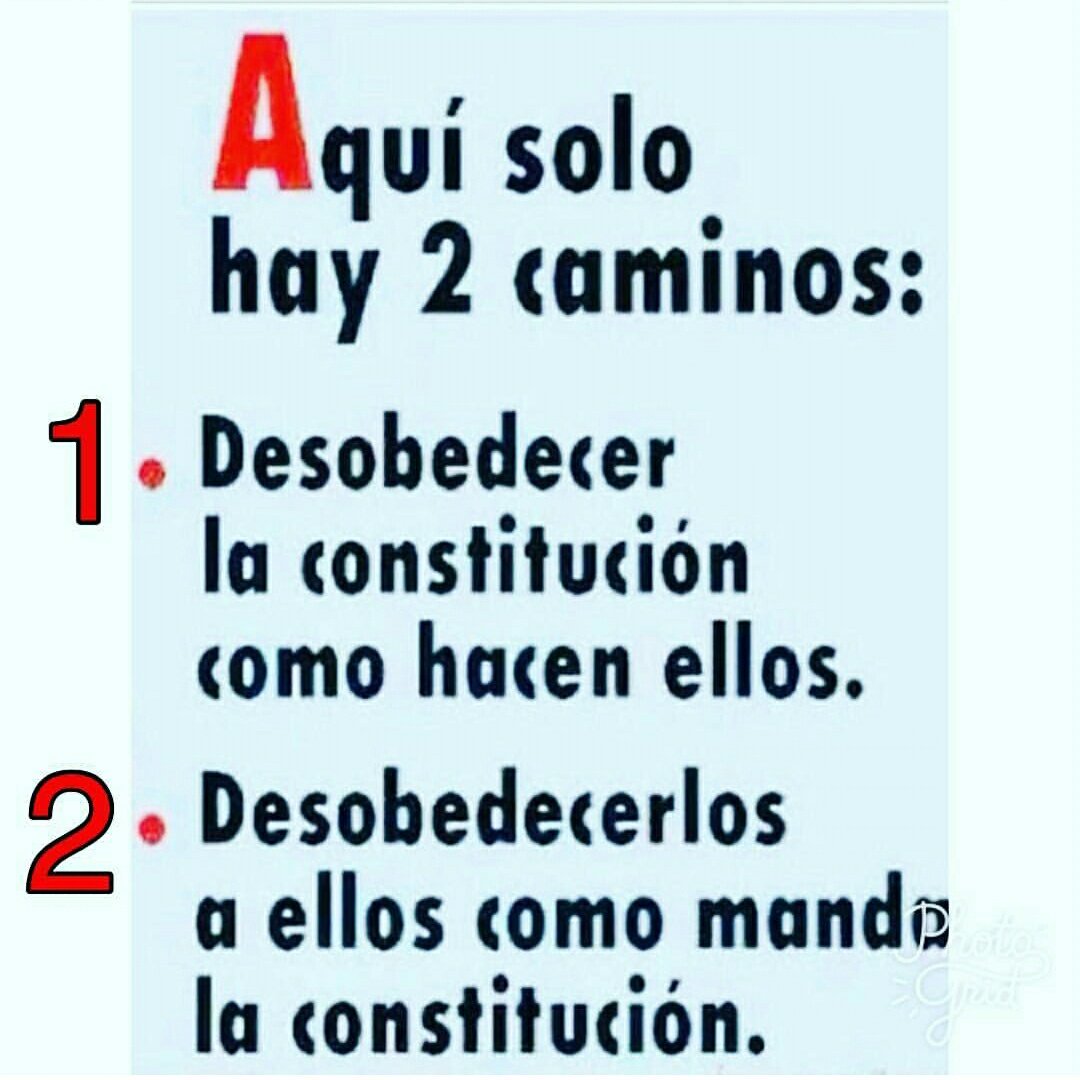 Aquí solo
hay 2 caminos:
1. Desobedecer
la constitución
como hacen ellos.
2. Desobedecerlos
a ellos como manda
la constitución.
Photo
Grid